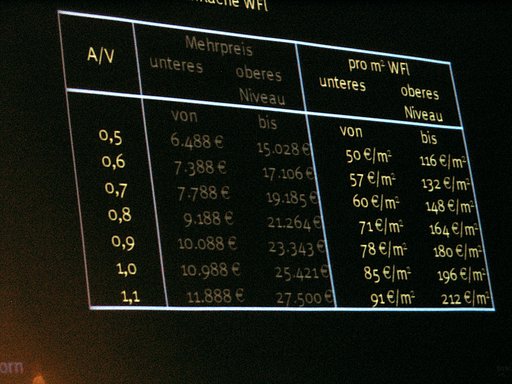 WFl
A/V Mehrpreis pro m² WFl
unteres oberes unteres oberes
Niveau Niveau
von bis von bis
0,5 6.488 € 15.028 € 50 €/m² 116 €/m²
0,6 7.388 € 17.106 € 57 €/m² 132 €/m²
0,7 7.788 € 19.185 € 60 €/m² 148 €/m²
0,8 9.188 € 21.264 € 71 €/m² 164 €/m²
0,9 10.088 € 23.343 € 78 €/m² 180 €/m²
1,0 10.988 € 25.421 € 85 €/m² 196 €/m²
1,1 11.888 € 27.500 € 91 €/m² 212 €/m²